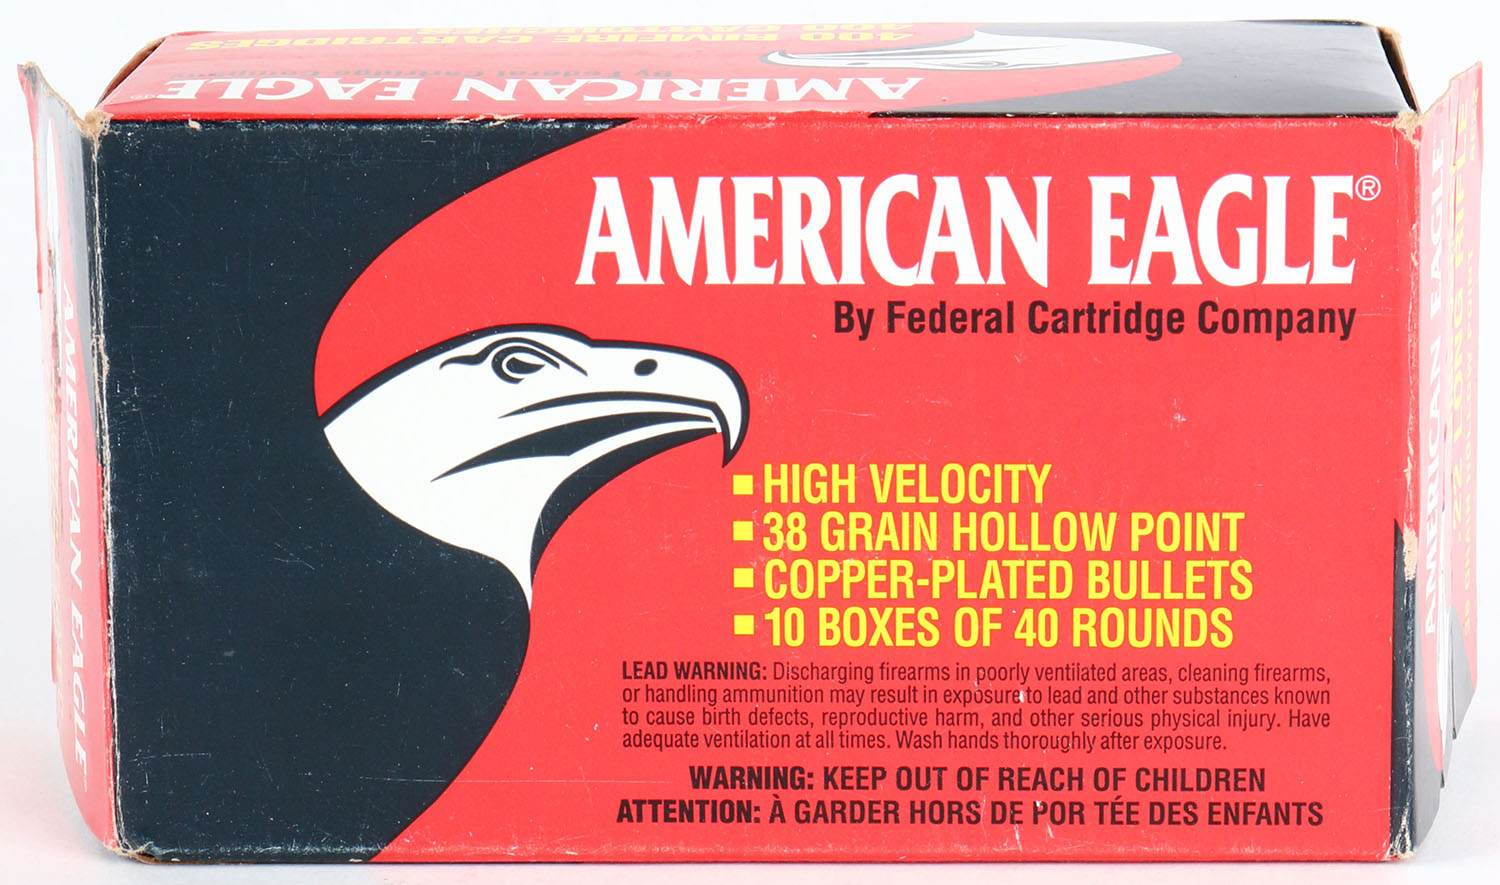 400 RIMFIRE CARTRIDGES
By Federal Cartridge Company
AMERICAN EAGLE
AMERICAN EAGLE®
By Federal Cartridge Company
HIGH VELOCITY
38 GRAIN HOLLOW POINT
COPPER-PLATED BULLETS
10 BOXES OF 40 ROUNDS
LEAD WARNING: Discharging firearms in poorly ventilated areas, cleaning firearms,
or handling ammunition may result in exposure to lead and other substances known
to cause birth defects, reproductive harm, and other serious physical injury. Have
adequate ventilation at all times. Wash hands thoroughly after exposure.
WARNING: KEEP OUT OF REACH OF CHILDREN
ATTENTION: À GARDER HORS DE POR TÉE DES ENFANTS
AMERICAN EAGLE
AMERICAN EAGLE
22 LONG RIFLE